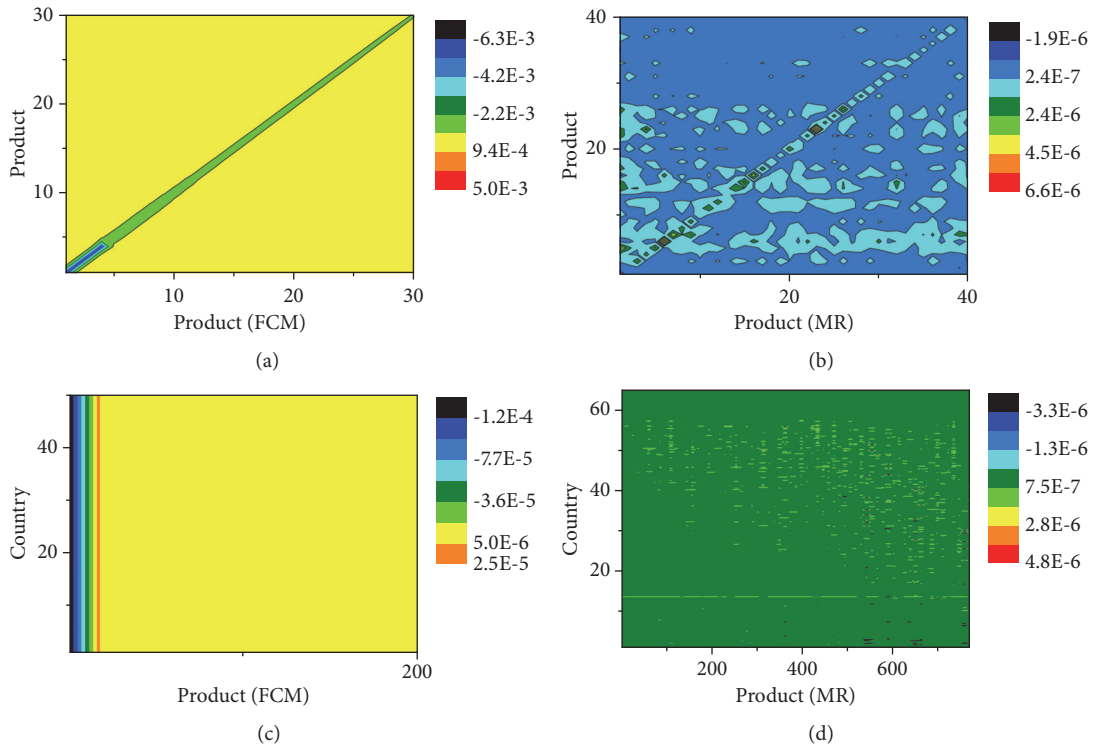 30
20
10
Product
10
20
30
Product (FCM)
-6.3E-3
-4.2E-3
-2.2E-3
9.4E-4
5.0E-3
(a)
40
20
Product
20
40
Product (MR)
-1.9E-6
2.4E-7
2.4E-6
4.5E-6
6.6E-6
(b)
40
20
Country
200
Product (FCM)
-1.2E-4
-7.7E-5
-3.6E-5
5.0E-6
2.5E-5
(c)
60
40
20
Country
200
400
600
Product (MR)
-3.3E-6
-1.3E-6
7.5E-7
2.8E-6
4.8E-6
(d)